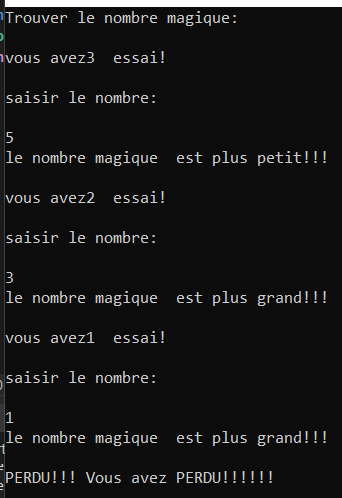 Trouver le nombre magique:
vous avez3  essai!
saisir le nombre:
5
le nombre magique  est plus petit!!!
vous avez2  essai!
saisir le nombre:
3
le nombre magique  est plus grand!!!
vous avez1  essai!
saisir le nombre:
1
le nombre magique  est plus grand!!!
PERDU!!! Vous avez PERDU!!!!!!